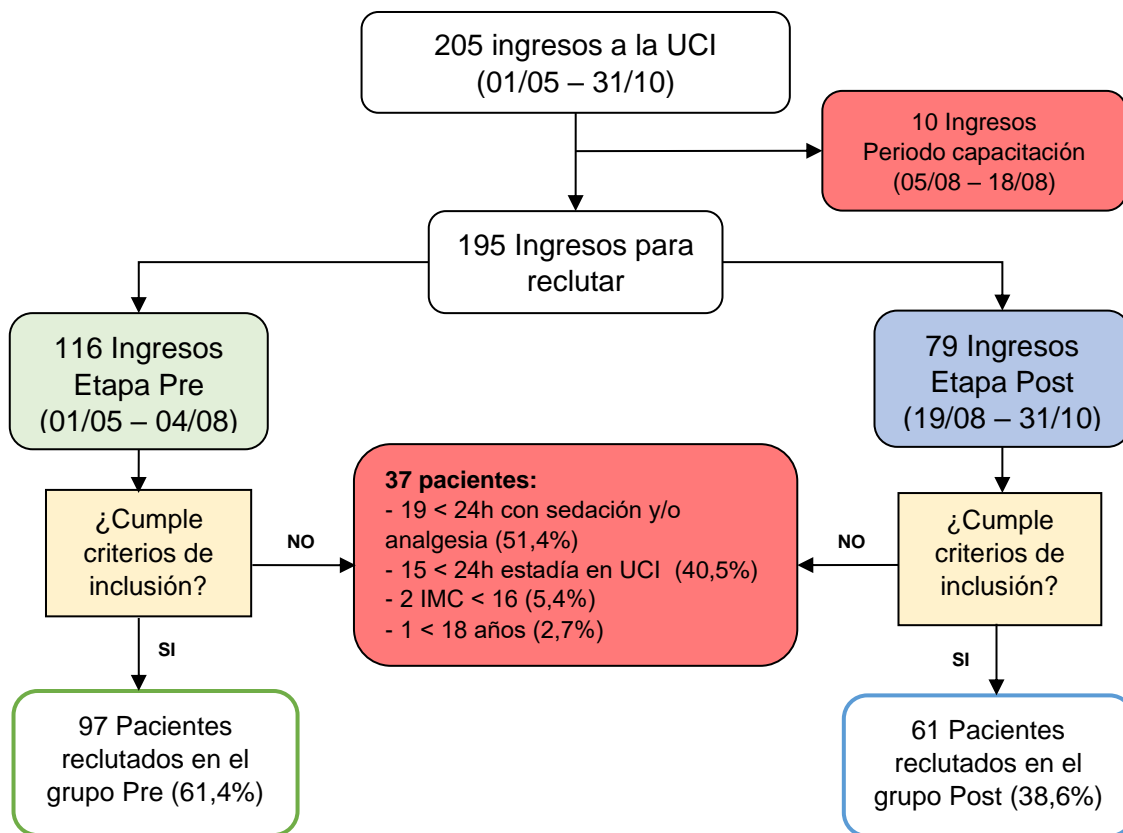 205 ingresos a la UCI
(01/05 – 31/10)
10 Ingresos
Periodo capacitación
(05/08 – 18/08)
195 Ingresos para
reclutar
116 Ingresos
Etapa Pre
(01/05 – 04/08)
79 Ingresos
Etapa Post
(19/08 – 31/10)
¿Cumple
criterios de
inclusión?
NO
37 pacientes:
- 19 < 24h con sedación y/o
analgesia (51,4%)
- 15 < 24h estadía en UCI (40,5%)
- 2 IMC < 16 (5,4%)
- 1 < 18 años (2,7%)
NO
¿Cumple
criterios de
inclusión?
SI
SI
97 Pacientes
reclutados en el
grupo Pre (61,4%)
61 Pacientes
reclutados en el
grupo Post (38,6%)